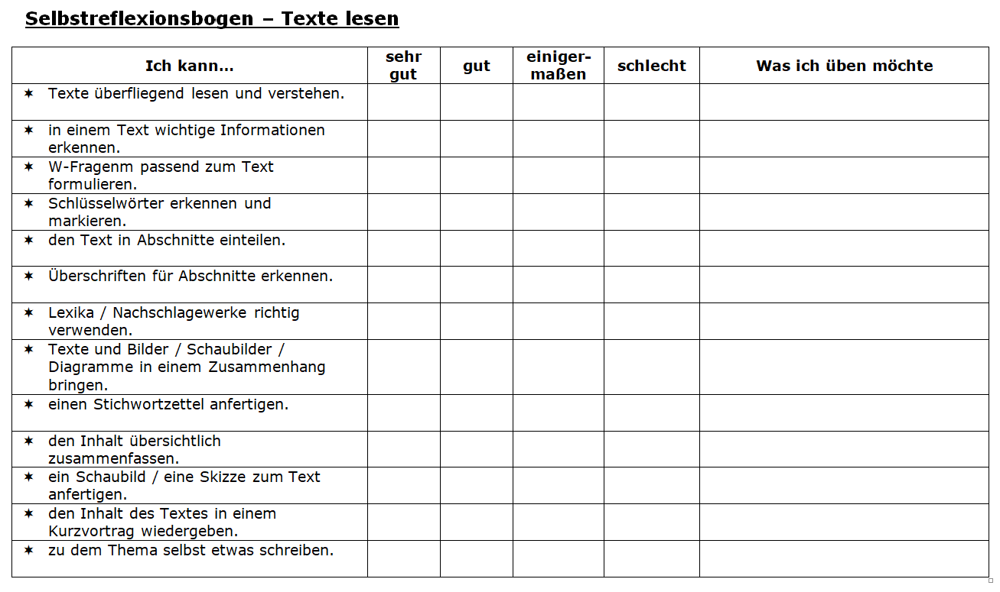 Selbstreflexionsbogen – Texte lesen
Ich kann… sehr gut gut einiger-maßen schlecht Was ich üben möchte
✶ Texte überfliegend lesen und verstehen.
✶ in einem Text wichtige Informationen
erkennen.
✶ W-Fragenm passend zum Text
formulieren.
✶ Schlüsselwörter erkennen und
markieren.
✶ den Text in Abschnitte einteilen.
✶ Überschriften für Abschnitte erkennen.
✶ Lexika / Nachschlagewerke richtig
verwenden.
✶ Texte und Bilder / Schaubilder /
Diagramme in einem Zusammenhang
bringen.
✶ einen Stichwortzettel anfertigen.
✶ den Inhalt übersichtlich
zusammenfassen.
✶ ein Schaubild / eine Skizze zum Text
anfertigen.
✶ den Inhalt des Textes in einem
Kurzvortrag wiedergeben.
✶ zu dem Thema selbst etwas schreiben.